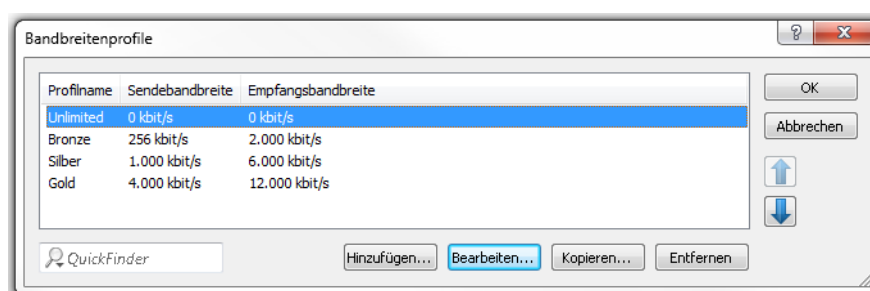 Bandbreitenprofile
Profilname Sendebandbreite Empfangsbandbreite
Unlimited 0 kbit/s 0 kbit/s
Bronze 256 kbit/s 2.000 kbit/s
Silber 1.000 kbit/s 6.000 kbit/s
Gold 4.000 kbit/s 12.000 kbit/s
OK
Abbrechen
QuickFinder
Hinzufügen... Bearbeiten... Kopieren... Entfernen